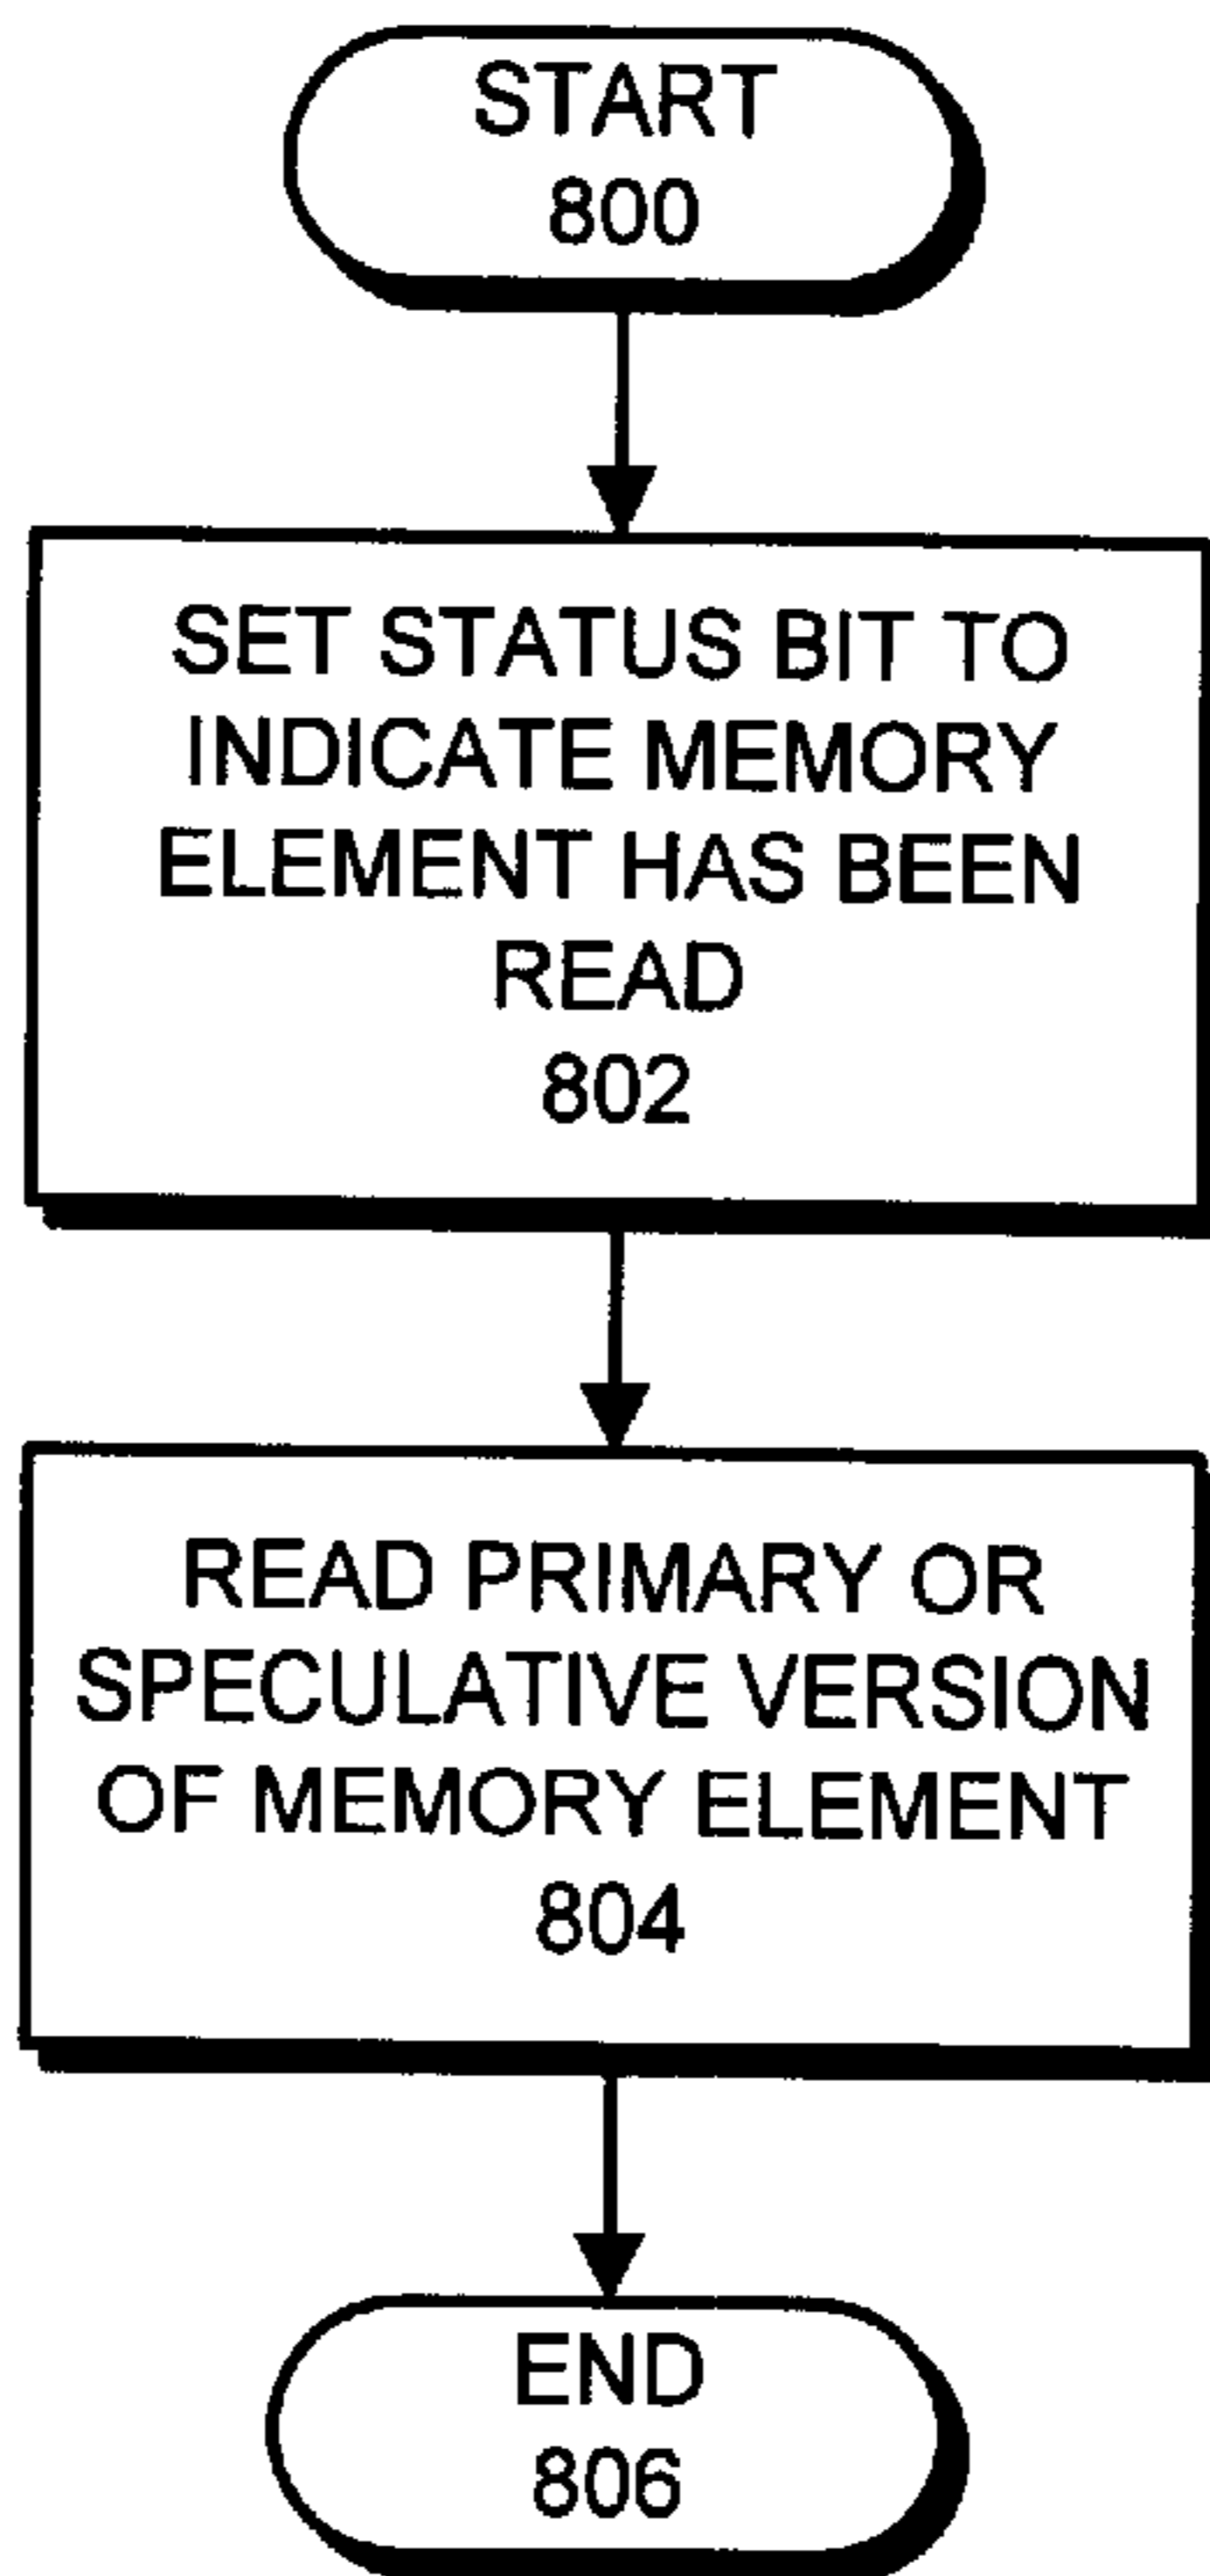 START
800
SET STATUS BIT TO
INDICATE MEMORY
ELEMENT HAS BEEN
READ
802
READ PRIMARY OR
SPECULATIVE VERSION
OF MEMORY ELEMENT
804
END
806